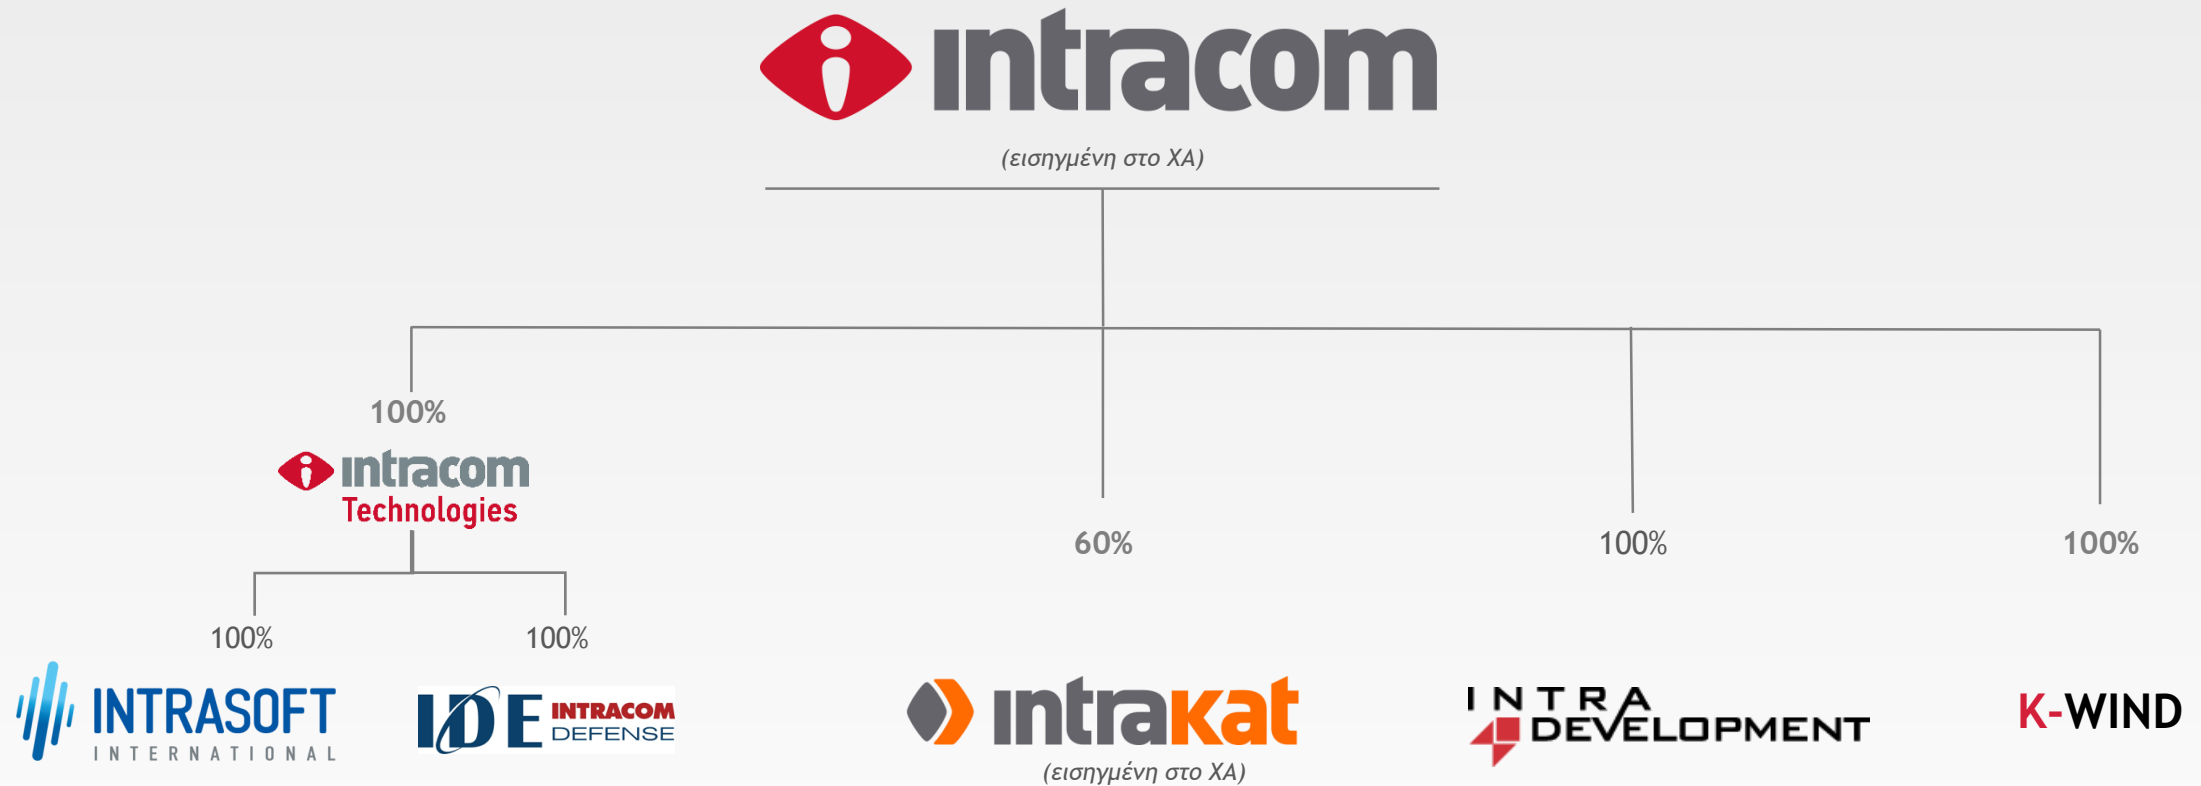 intracom
(εισηγμένη στο ΧΑ)
100%
intracom
Technologies
60%
100%
100%
100%
100%
INTRASOFT
INTERNATIONAL
IDE INTRACOM
DEFENSE
intrakat
(εισηγμένη στο ΧΑ)
INTRA
DEVELOPMENT
K-WIND